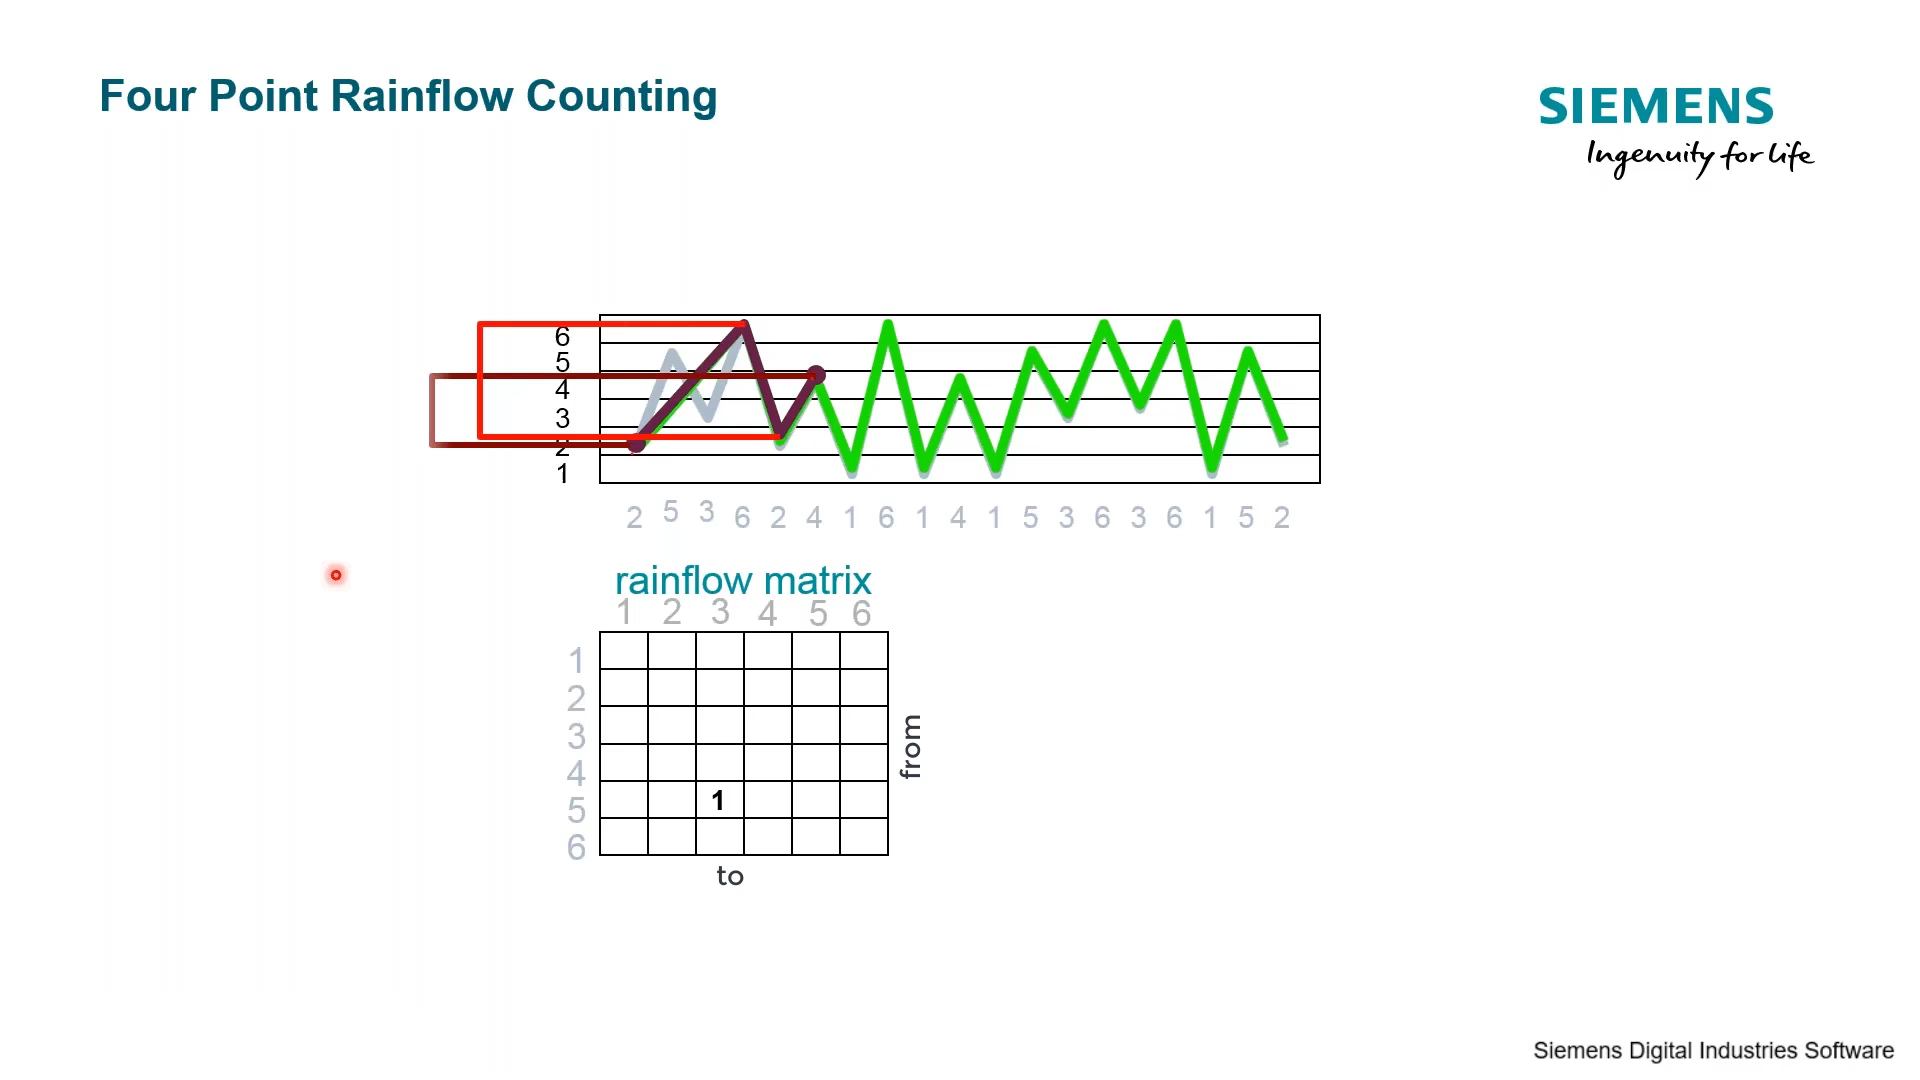 Four Point Rainflow Counting
SIEMENS
Ingenuity for life
6
5
4
3
2
1
2 5 3 6 2 4 1 6 1 4 1 5 3 6 3 6 1 5 2
rainflow matrix
1 2 3 4 5 6
1
2
3
4
5 1
6
from
to
Siemens Digital Industries Software